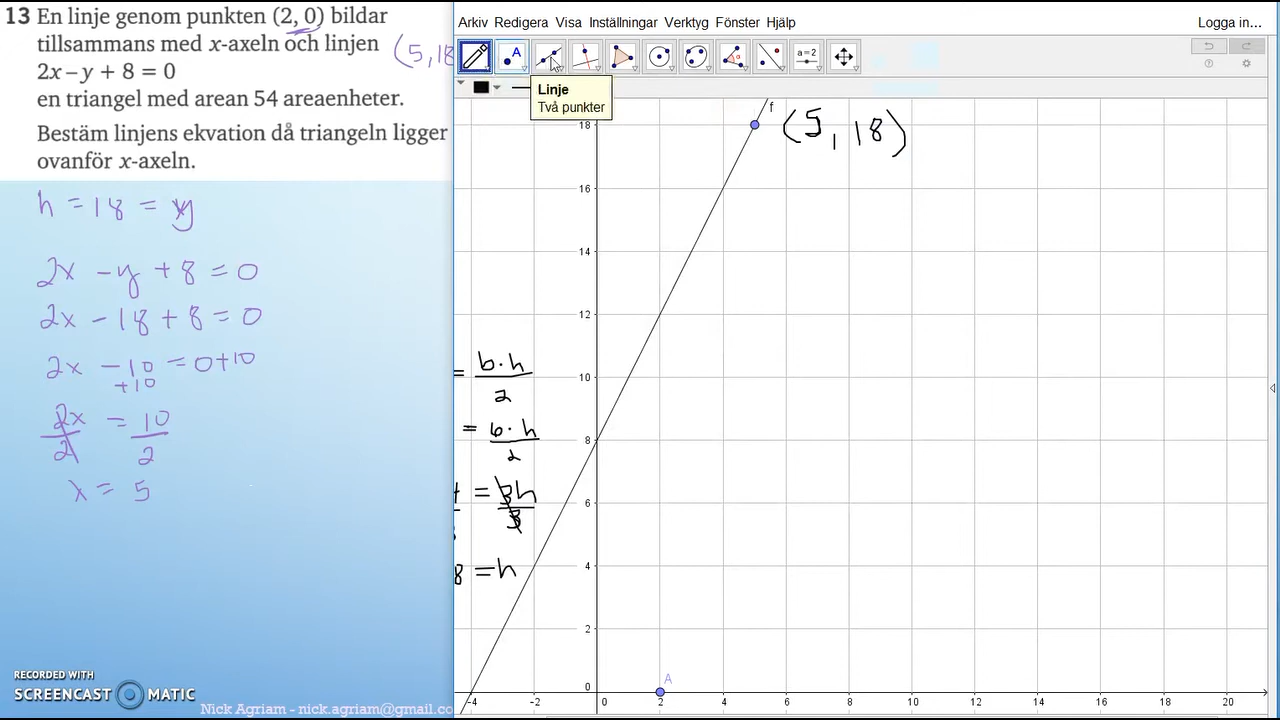 13 En linje genom punkten (2, 0) bildar
tillsammans med x-axeln och linjen
2x – y + 8 = 0
en triangel med arean 54 areaenheter.
Bestäm linjens ekvation då triangeln ligger
ovanför x-axeln.
(5,18
h = 18 = y
2x - y + 8 = 0
2x - 18 + 8 = 0
2x - 10 = 0 + 10
+10
2x = 10
2 2
x = 5
RECORDED WITH
SCREENCAST MATIC
Nick Agriam - nick.agriam@gmail.co
Arkiv Redigera Visa Inställningar Verktyg Fönster Hjälp
Logga in...
A
a=2
Linje
Två punkter
f
(5, 18)
= b·h
2
= 6·h
2
= 3h
3
8 = h
18
16
14
12
10
8
6
4
2
0
A
-4 -2 0 2 4 6 8 10 12 14 16 18 20